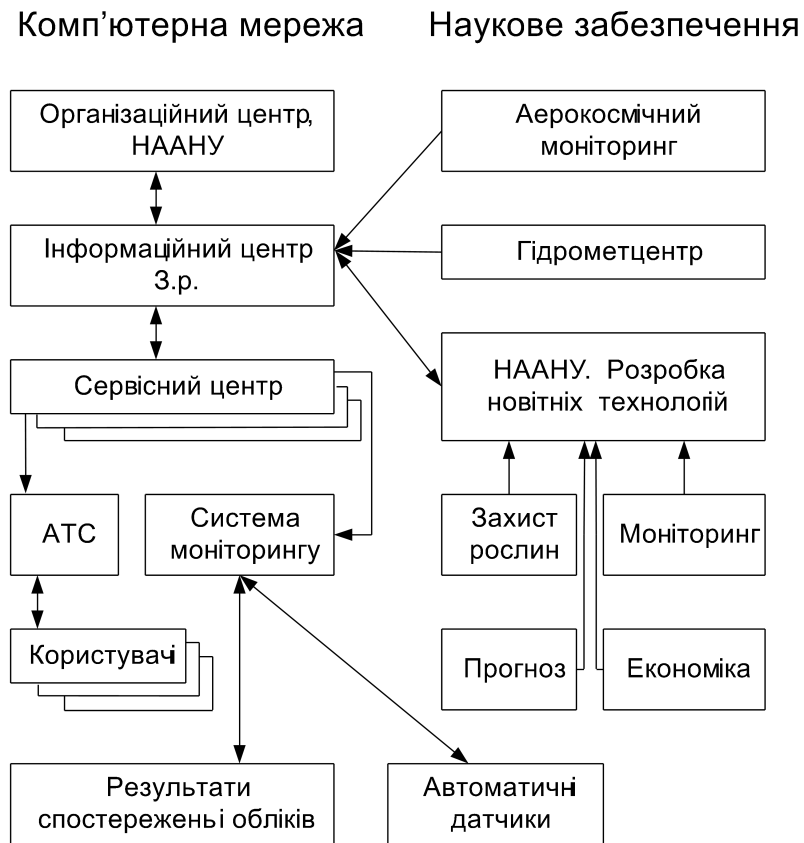 Комп’ютерна мережа
Наукове забезпечення
Організаційний центр,
НААНУ
Аерокосмічний
моніторинг
Інформаційний центр
З.р.
Гідрометцентр
Сервісний центр
НААНУ. Розробка
новітніх технологій
АТС
Система
моніторингу
Захист
рослин
Моніторинг
Користувачі
Прогноз
Економіка
Результати
спостережень і обліків
Автоматичні
датчики